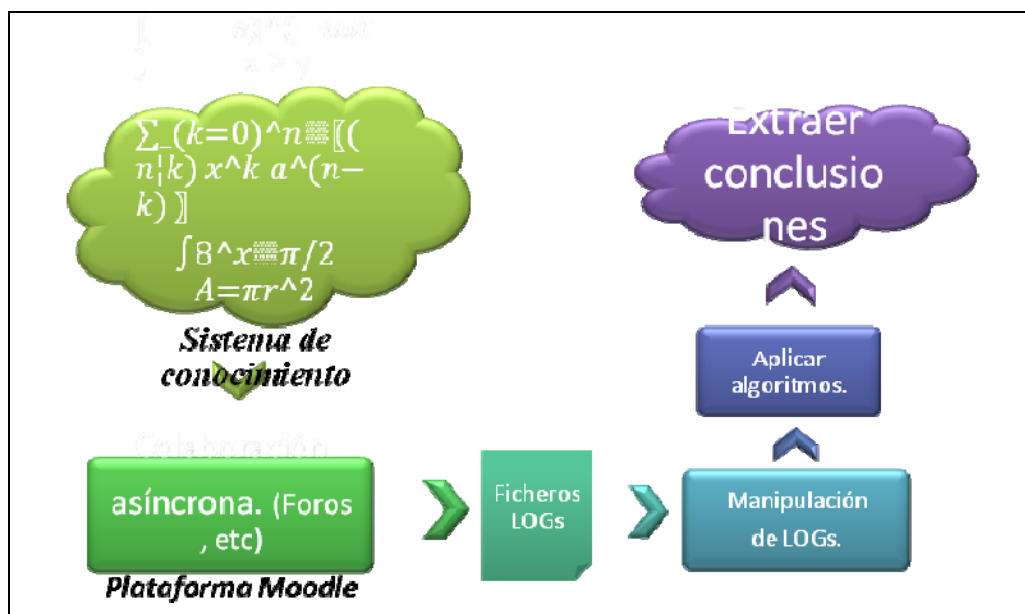 ∑_(k=0)^n▒〖(
n¦k) x^k a^(n−
k) 〗
∫8^x▒π/2
A=πr^2
Sistema de
conocimiento
Colaboración
asíncrona. (Foros
, etc)
Plataforma Moodle
Ficheros
LOGs
Manipulación
de LOGs.
Aplicar
algoritmos.
Extraer
conclusio
nes